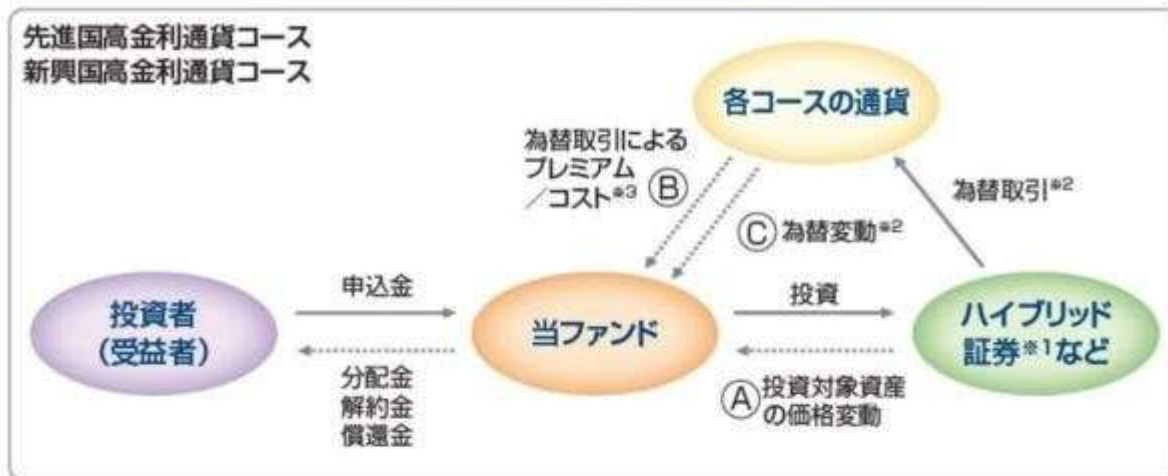 先進国高金利通貨コース
新興国高金利通貨コース
各コースの通貨
為替取引による
プレミアム
／コスト※3 Ⓑ
為替取引※2
Ⓒ 為替変動※2
投資者
（受益者）
申込金
当ファンド
投資
ハイブリッド
証券※1など
分配金
解約金
償還金
Ⓐ 投資対象資産
の価格変動